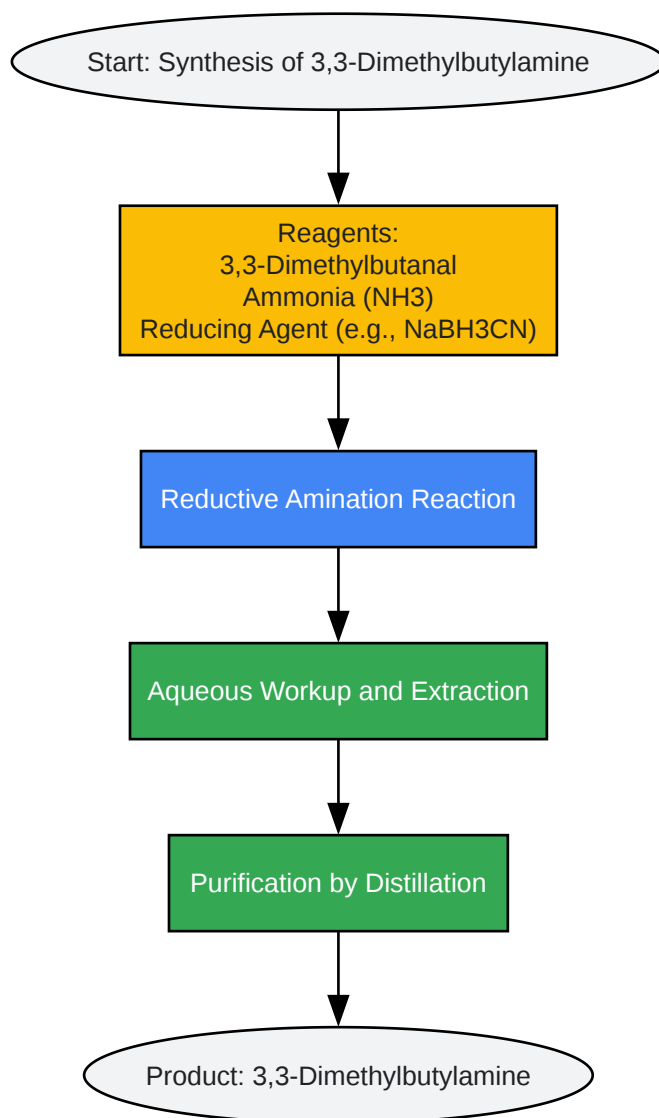 Start: Synthesis of 3,3-Dimethylbutylamine
Reagents:
3,3-Dimethylbutanal
Ammonia (NH3)
Reducing Agent (e.g., NaBH3CN)
Reductive Amination Reaction
Aqueous Workup and Extraction
Purification by Distillation
Product: 3,3-Dimethylbutylamine